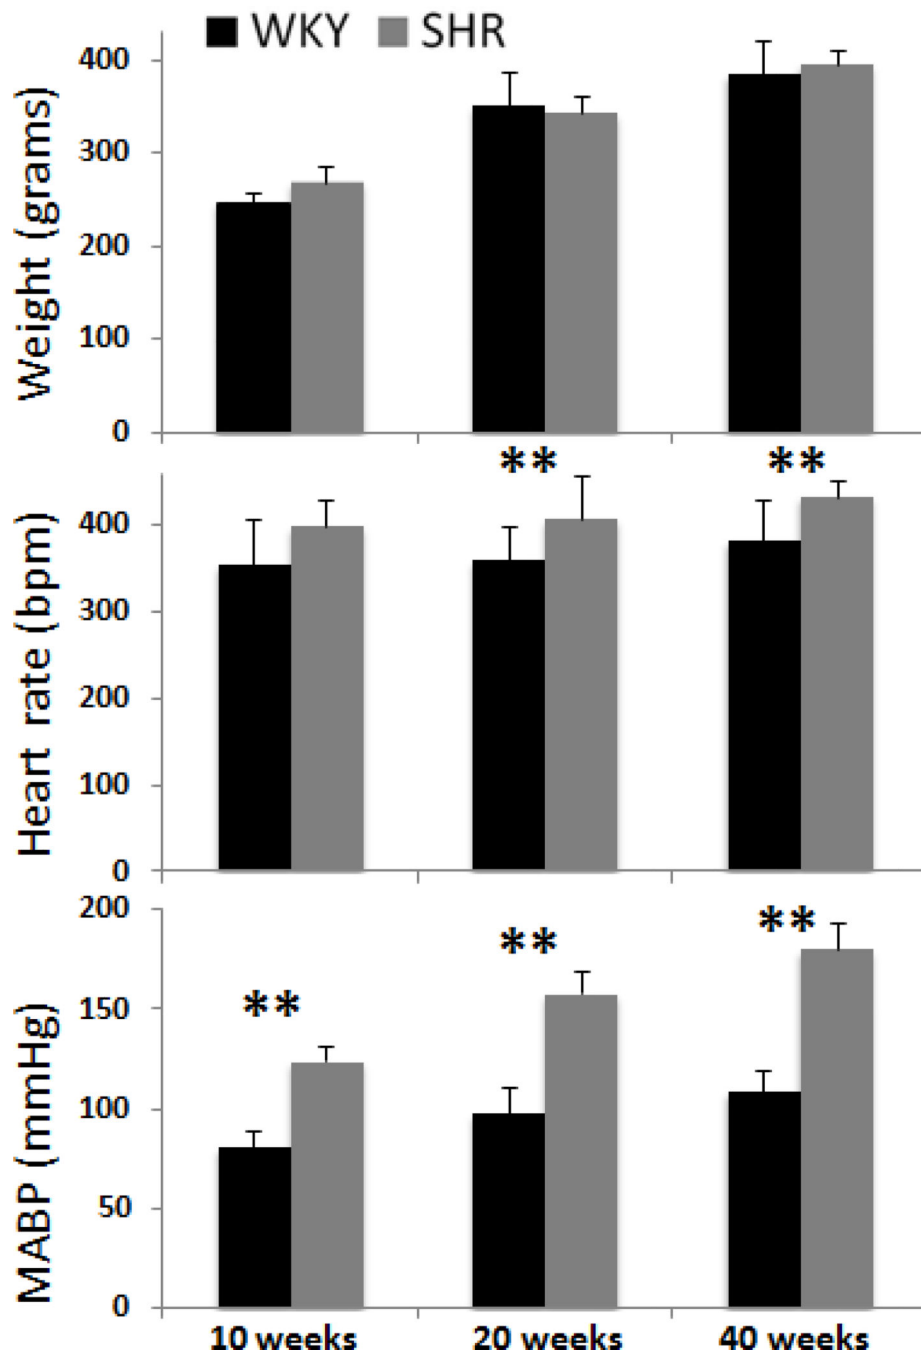 WKY SHR
Weight (grams)
400
300
200
100
0
** **
Heart rate (bpm)
400
300
200
100
0
MABP (mmHg)
200
150
100
50
0
** ** **
10 weeks 20 weeks 40 weeks